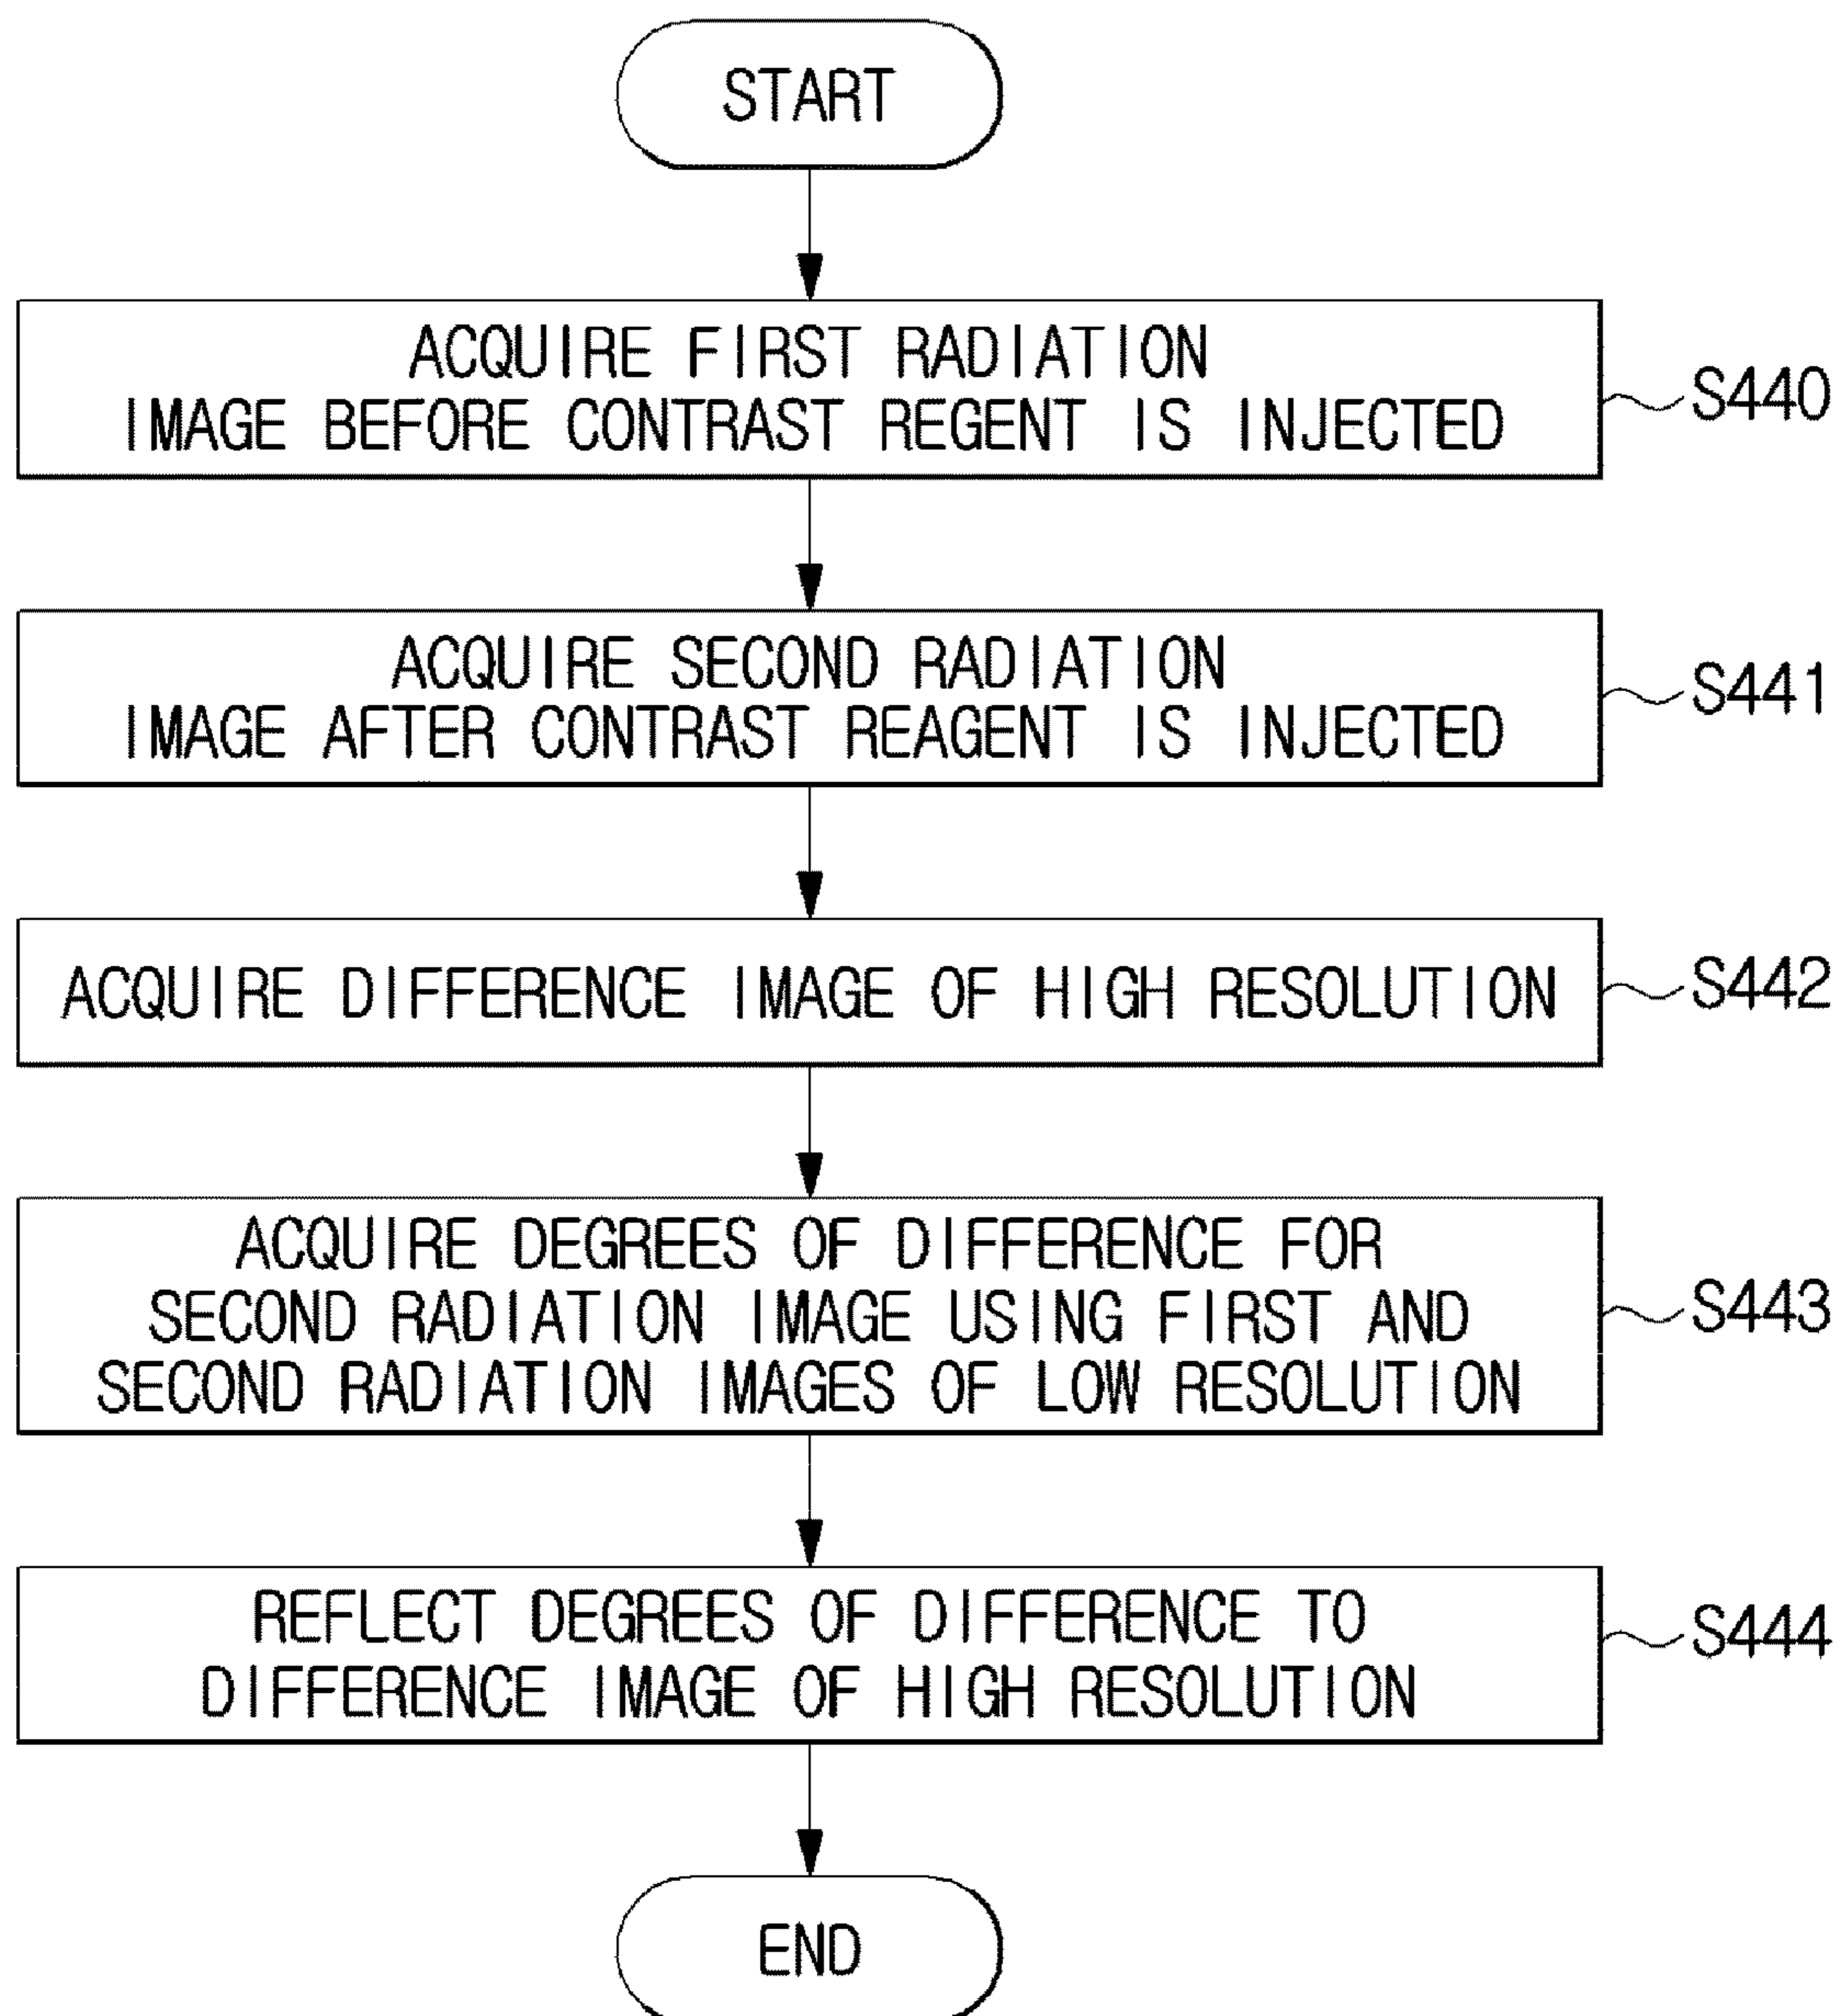 START
ACQUIRE FIRST RADIATION
IMAGE BEFORE CONTRAST REGENT IS INJECTED
S440
ACQUIRE SECOND RADIATION
IMAGE AFTER CONTRAST REAGENT IS INJECTED
S441
ACQUIRE DIFFERENCE IMAGE OF HIGH RESOLUTION
S442
ACQUIRE DEGREES OF DIFFERENCE FOR
SECOND RADIATION IMAGE USING FIRST AND
SECOND RADIATION IMAGES OF LOW RESOLUTION
S443
REFLECT DEGREES OF DIFFERENCE TO
DIFFERENCE IMAGE OF HIGH RESOLUTION
S444
END